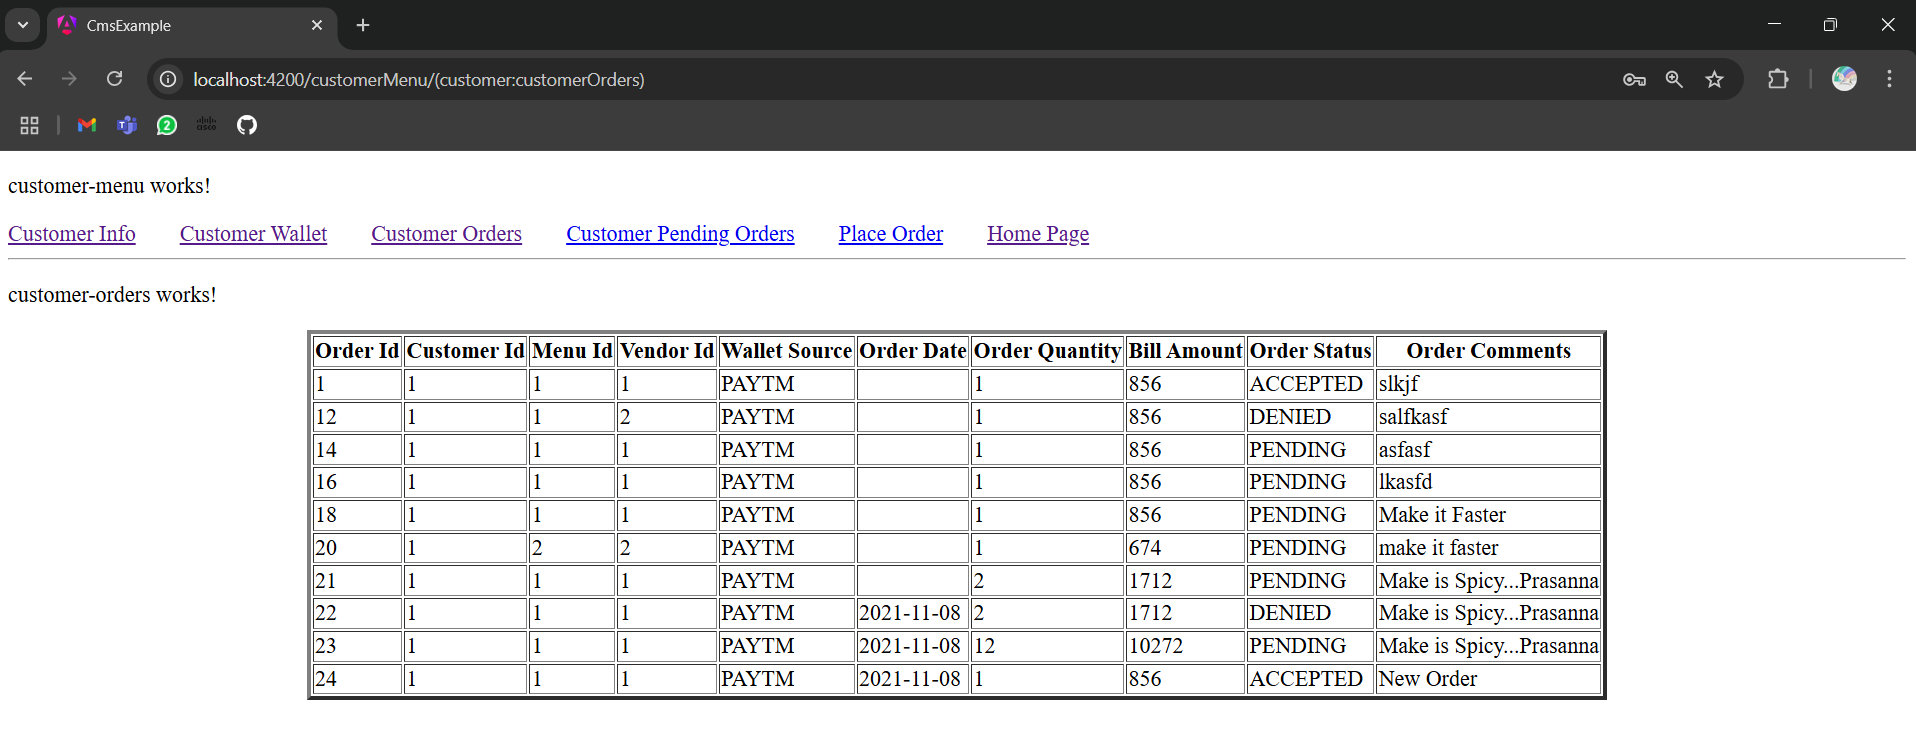 CmsExample
localhost:4200/customerMenu/(customer:customerOrders)
2
cisco
customer-menu works!
Customer Info Customer Wallet Customer Orders Customer Pending Orders Place Order Home Page
customer-orders works!
Order Id Customer Id Menu Id Vendor Id Wallet Source Order Date Order Quantity Bill Amount Order Status Order Comments
1 1 1 1 PAYTM 1 856 ACCEPTED slkjf
12 1 1 2 PAYTM 1 856 DENIED salfkasf
14 1 1 1 PAYTM 1 856 PENDING asfasf
16 1 1 1 PAYTM 1 856 PENDING lkasfd
18 1 1 1 PAYTM 1 856 PENDING Make it Faster
20 1 2 2 PAYTM 1 674 PENDING make it faster
21 1 1 1 PAYTM 2 1712 PENDING Make is Spicy...Prasanna
22 1 1 1 PAYTM 2021-11-08 2 1712 DENIED Make is Spicy...Prasanna
23 1 1 1 PAYTM 2021-11-08 12 10272 PENDING Make is Spicy...Prasanna
24 1 1 1 PAYTM 2021-11-08 1 856 ACCEPTED New Order